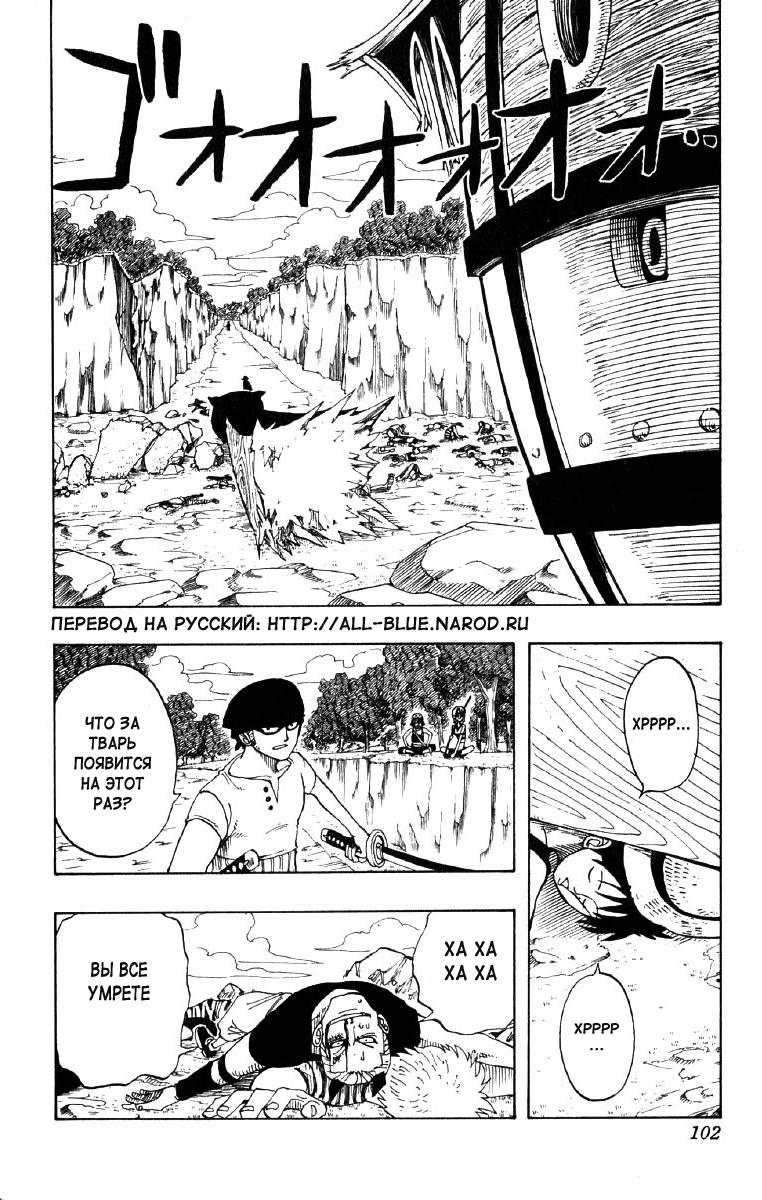 ゴオオオオオオ...
ПЕРЕВОД НА РУССКИЙ: HTTP://ALL-BLUE.NAROD.RU
ХРРРР...
ХРРРР
...
ЧТО ЗА
ТВАРЬ
ПОЯВИТСЯ
НА ЭТОТ
РАЗ?
ХА ХА
ХА ХА
ВЫ ВСЕ
УМРЕТЕ
102